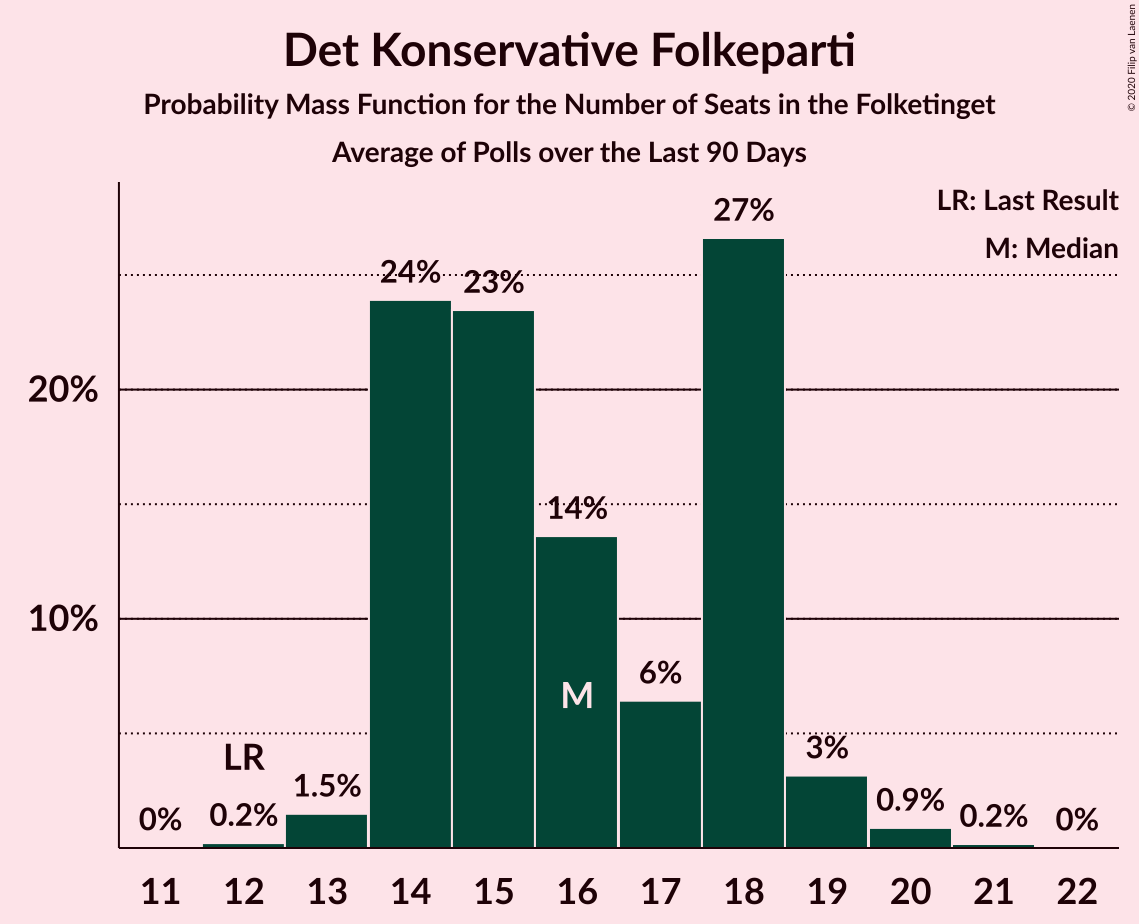 Det Konservative Folkeparti
Probability Mass Function for the Number of Seats in the Folketinget
Average of Polls over the Last 90 Days
© 2020 Filip van Laenen
LR: Last Result
M: Median
27%
24%
23%
20%
14%
10%
6%
M
LR
3%
1.5%
0.9%
0%
0.2%
0.2%
0%
11 12 13 14 15 16 17 18 19 20 21 22